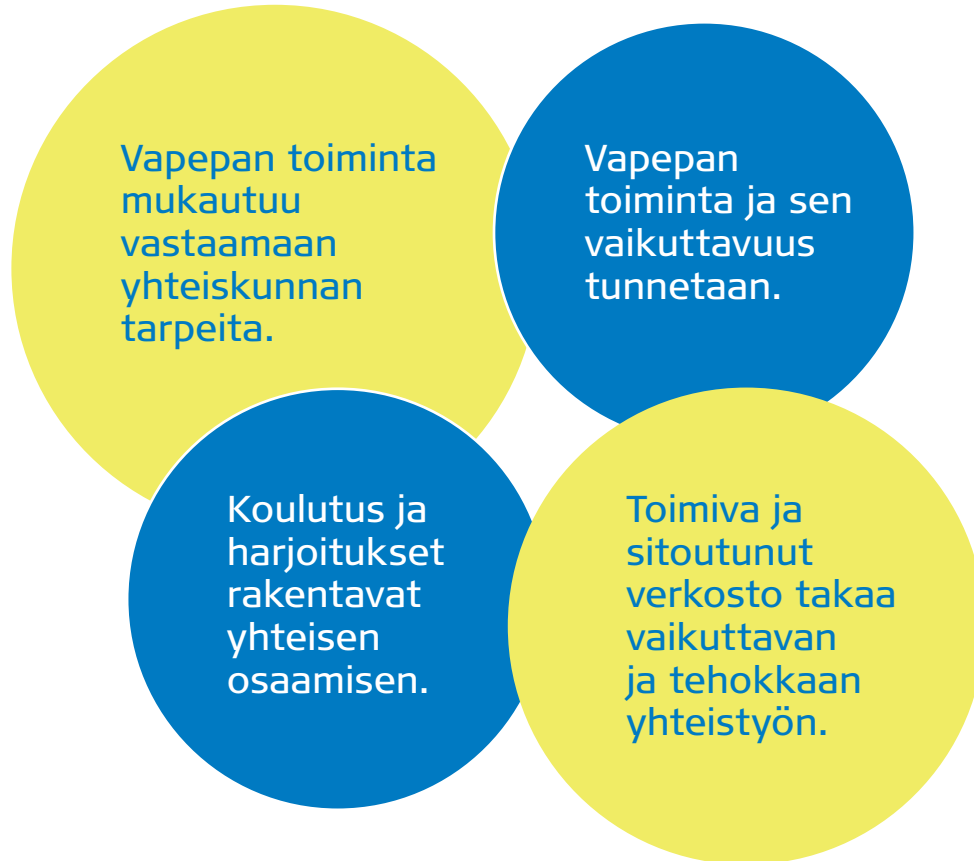 Vapepan toiminta
mukautuu
vastaamaan
yhteiskunnan
tarpeita.
Vapepan
toiminta ja sen
vaikuttavuus
tunnetaan.
Koulutus ja
harjoitukset
rakentavat
yhteisen
osaamisen.
Toimiva ja
sitoutunut
verkosto takaa
vaikuttavan
ja tehokkaan
yhteistyön.